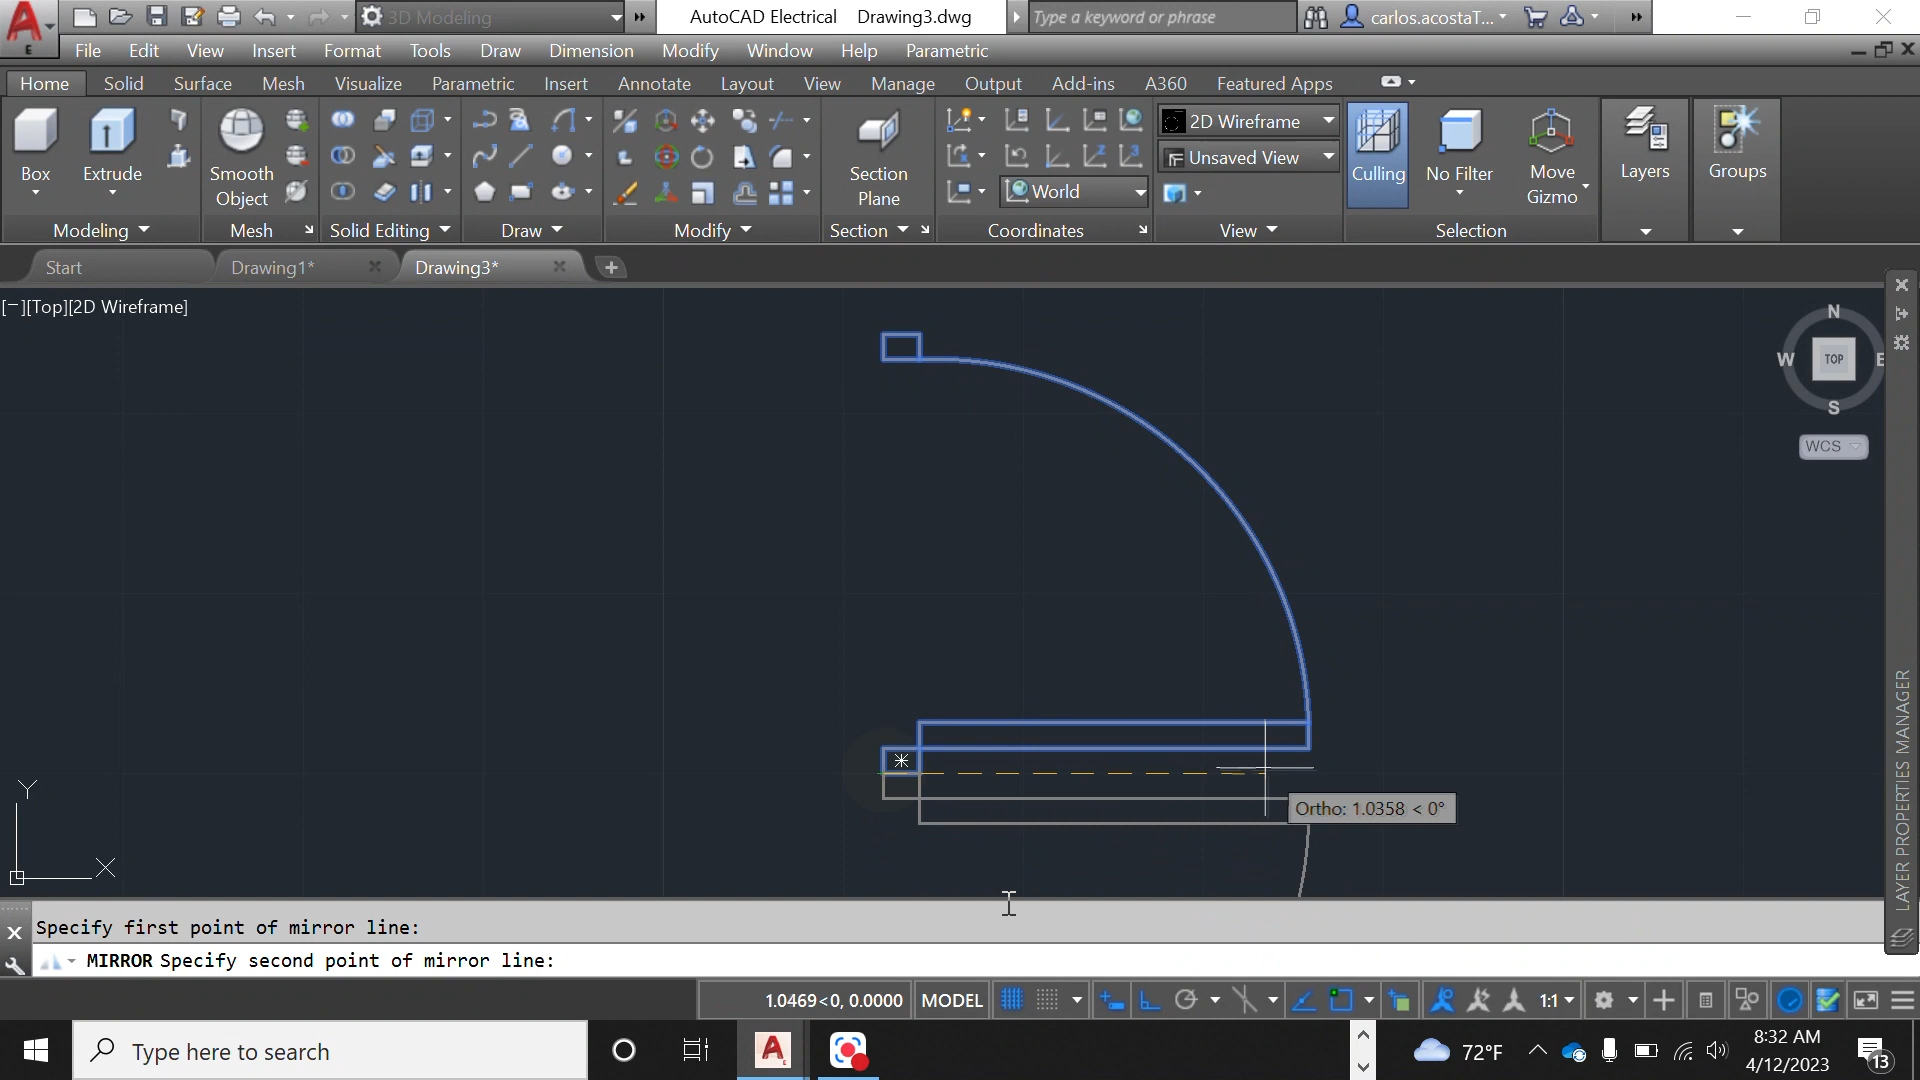 3D Modeling
AutoCAD Electrical Drawing3.dwg
Type a keyword or phrase
carlos.acostaT...
E
File Edit View Insert Format Tools Draw Dimension Modify Window Help Parametric
Home Solid Surface Mesh Visualize Parametric Insert Annotate Layout View Manage Output Add-ins A360 Featured Apps
Box
Extrude
Smooth
Object
Section
Plane
World
2D Wireframe
Unsaved View
Culling
No Filter
Move
Gizmo
Layers
Groups
Modeling
Mesh
Solid Editing
Draw
Modify
Section
Coordinates
View
Selection
Start
Drawing1*
Drawing3*
[−][Top][2D Wireframe]
N
W
TOP
E
S
WCS
Y
X
Ortho: 1.0358 < 0°
LAYER PROPERTIES MANAGER
Specify first point of mirror line:
MIRROR Specify second point of mirror line:
1.0469<0, 0.0000
MODEL
1:1
Type here to search
A
E
72°F
8:32 AM
4/12/2023
13